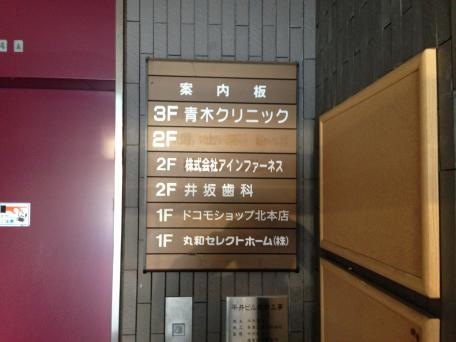 案内板
3F 青木クリニック
2F
2F 株式会社アインファーネス
2F 井坂歯科
1F ドコモショップ北本店
1F 丸和セレクトホーム(株)
4